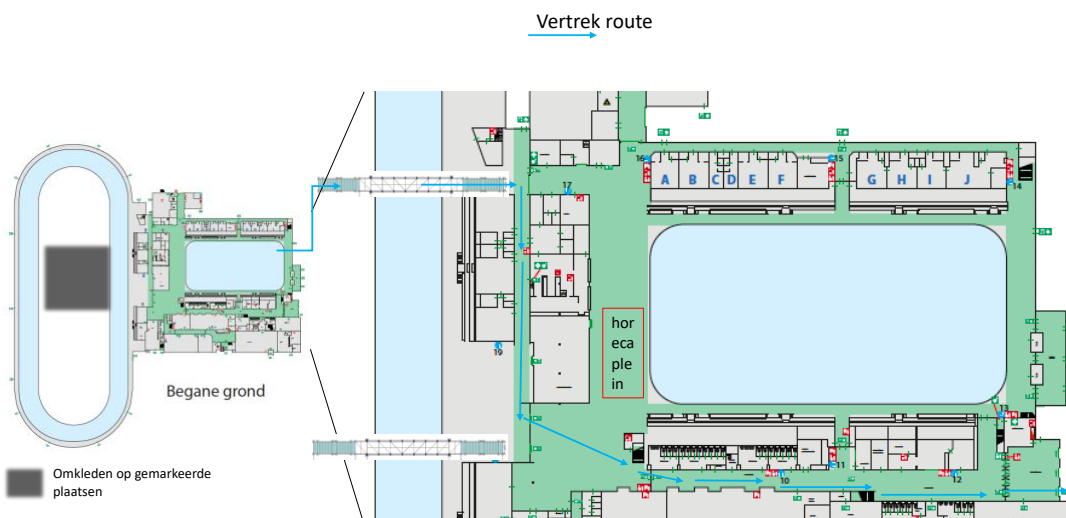 Vertrek route
16
15
A B C D E F
G H I J
14
17
hor
eca
ple
in
19
13
11
10
12
Begane grond
Omkleden op gemarkeerde
plaatsen